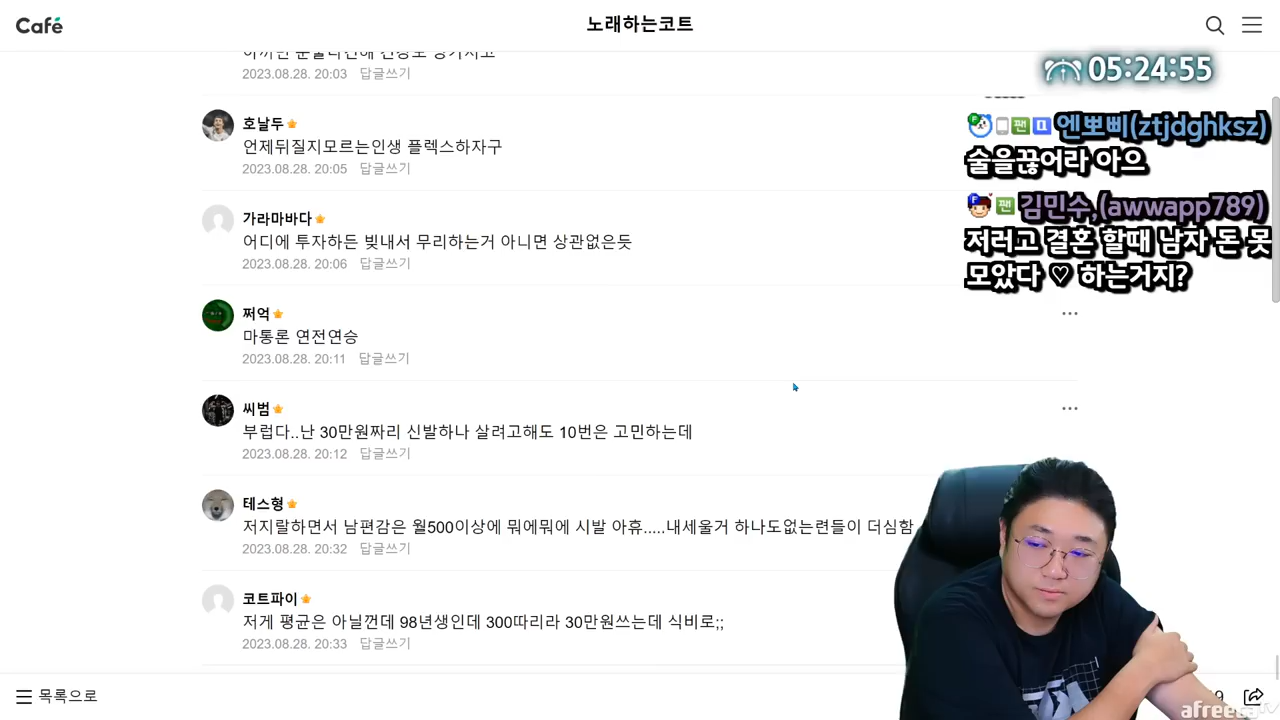 Café
노래하는코트
2023.08.28. 20:03 답글쓰기
05:24:55
호날두
언제뒤질지모르는인생 플렉스하자구
2023.08.28. 20:05 답글쓰기
엔뽀삐(ztjdghksz)
술을끊어라 아으
가라마바다
어디에 투자하든 빚내서 무리하는거 아니면 상관없은듯
2023.08.28. 20:06 답글쓰기
김민수,(awwapp789)
저러고 결혼 할때 남자 돈 못
모았다 ♡ 하는거지?
쩌억
마통론 연전연승
2023.08.28. 20:11 답글쓰기
씨범
부럽다..난 30만원짜리 신발하나 살려고해도 10번은 고민하는데
2023.08.28. 20:12 답글쓰기
테스형
저지랄하면서 남편감은 월500이상에 뭐에뭐에 시발 아휴.....내세울거 하나도없는련들이 더심함
2023.08.28. 20:32 답글쓰기
코트파이
저게 평균은 아닐껀데 98년생인데 300따리라 30만원쓰는데 식비로;;
2023.08.28. 20:33 답글쓰기
목록으로
afreecaTV